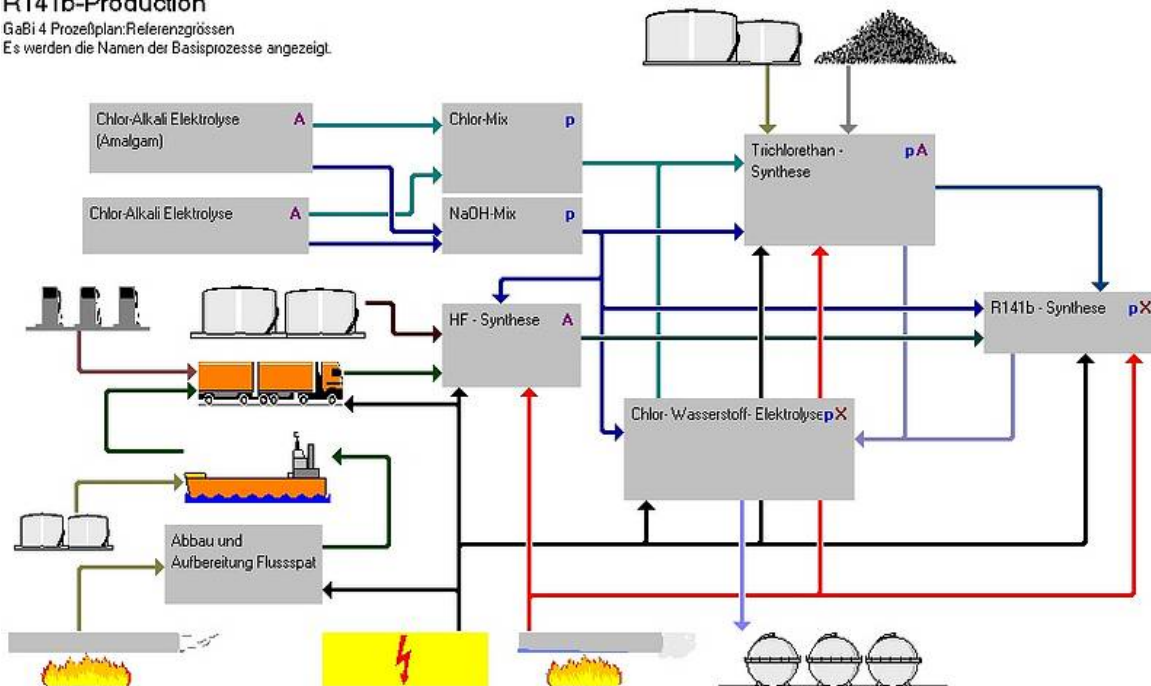 R141b-Production
GaBi 4 Prozeßplan:Referenzgrössen
Es werden die Namen der Basisprozesse angezeigt.
Chlor-Alkali Elektrolyse A
(Amalgam)
Chlor-Mix p
Trichlorethan - pA
Synthese
Chlor-Alkali Elektrolyse A
NaOH-Mix p
HF - Synthese A
R141b - Synthese pX
Chlor- Wasserstoff- Elektrolyse pX
Abbau und
Aufbereitung Flussspat